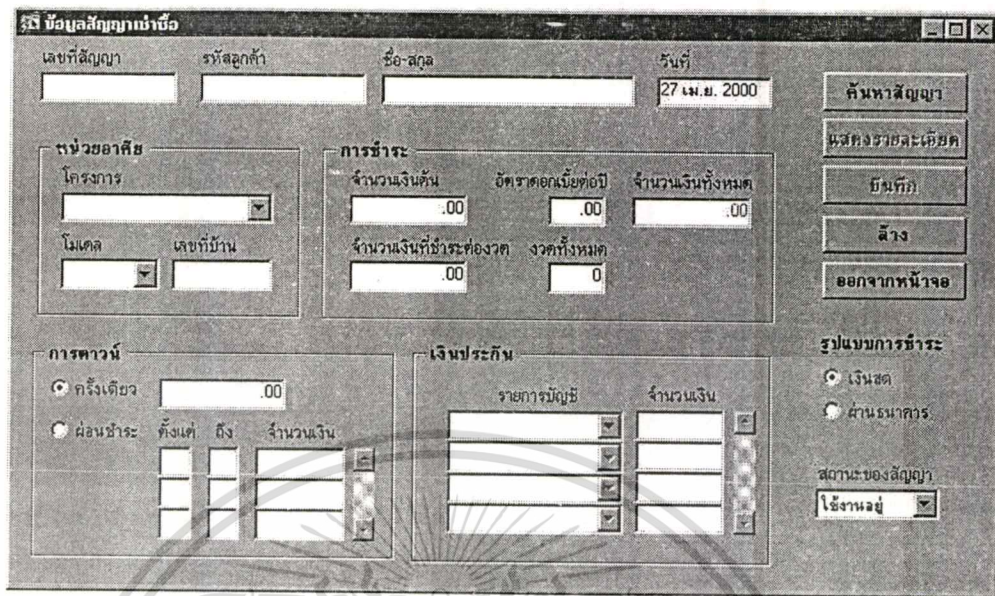 ข้อมูลสัญญาเช่าซื้อ
เลขที่สัญญา รหัสลูกค้า ชื่อ-สกุล วันที่
27 เม.ย. 2000
ค้นหาสัญญา
แสดงรายละเอียด
บันทึก
ล้าง
ออกจากหน้าจอ
หน่วยอาศัย
โครงการ
โมเดล เลขที่บ้าน
การชำระ
จำนวนเงินต้น อัตราดอกเบี้ยต่อปี จำนวนเงินทั้งหมด
.00 .00 .00
จำนวนเงินที่ชำระต่องวด งวดทั้งหมด
.00 0
การดาวน์
ครั้งเดียว .00
ผ่อนชำระ ตั้งแต่ ถึง จำนวนเงิน
เงินประกัน
รายการบัญชี จำนวนเงิน
รูปแบบการชำระ
เงินสด
ผ่านธนาคาร
สถานะของสัญญา
ใช้งานอยู่